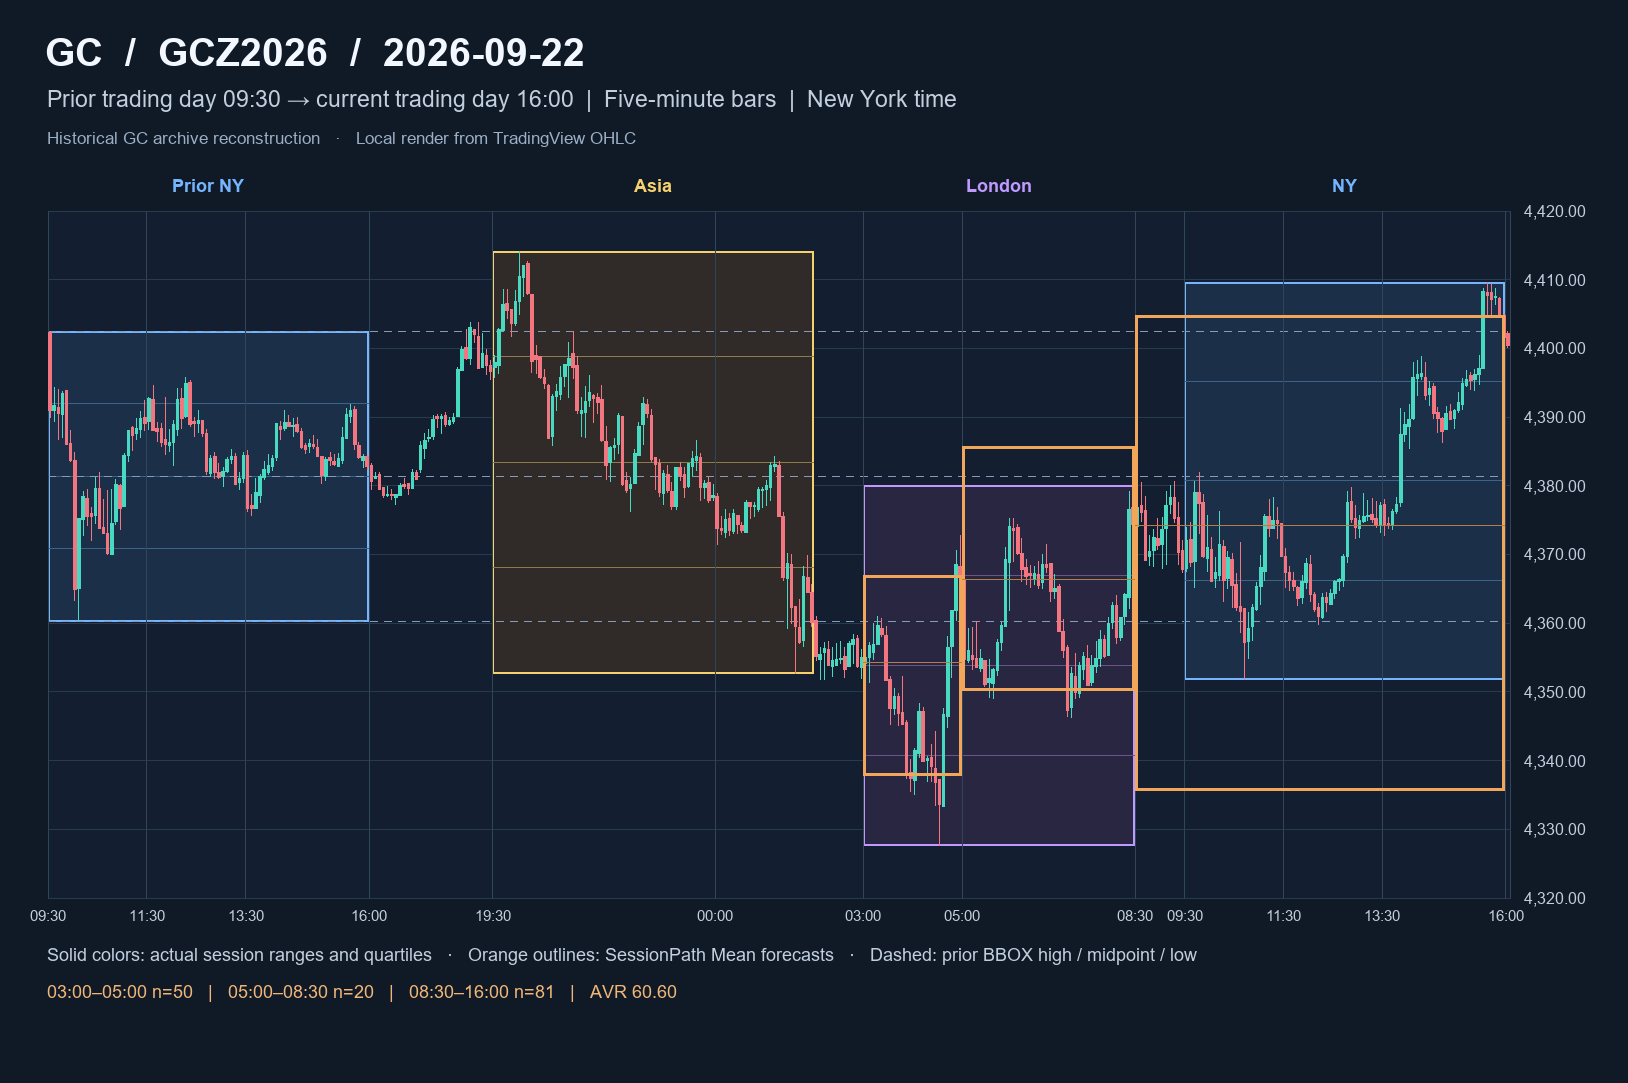 GC / GCZ2026 / 2026-09-22
Prior trading day 09:30 → current trading day 16:00 | Five-minute bars | New York time
Historical GC archive reconstruction · Local render from TradingView OHLC
Prior NY Asia London NY
4,420.00
4,410.00
4,400.00
4,390.00
4,380.00
4,370.00
4,360.00
4,350.00
4,340.00
4,330.00
4,320.00
09:30 11:30 13:30 16:00 19:30 00:00 03:00 05:00 08:30 09:30 11:30 13:30 16:00
Solid colors: actual session ranges and quartiles · Orange outlines: SessionPath Mean forecasts · Dashed: prior BBOX high / midpoint / low
03:00–05:00 n=50 | 05:00–08:30 n=20 | 08:30–16:00 n=81 | AVR 60.60